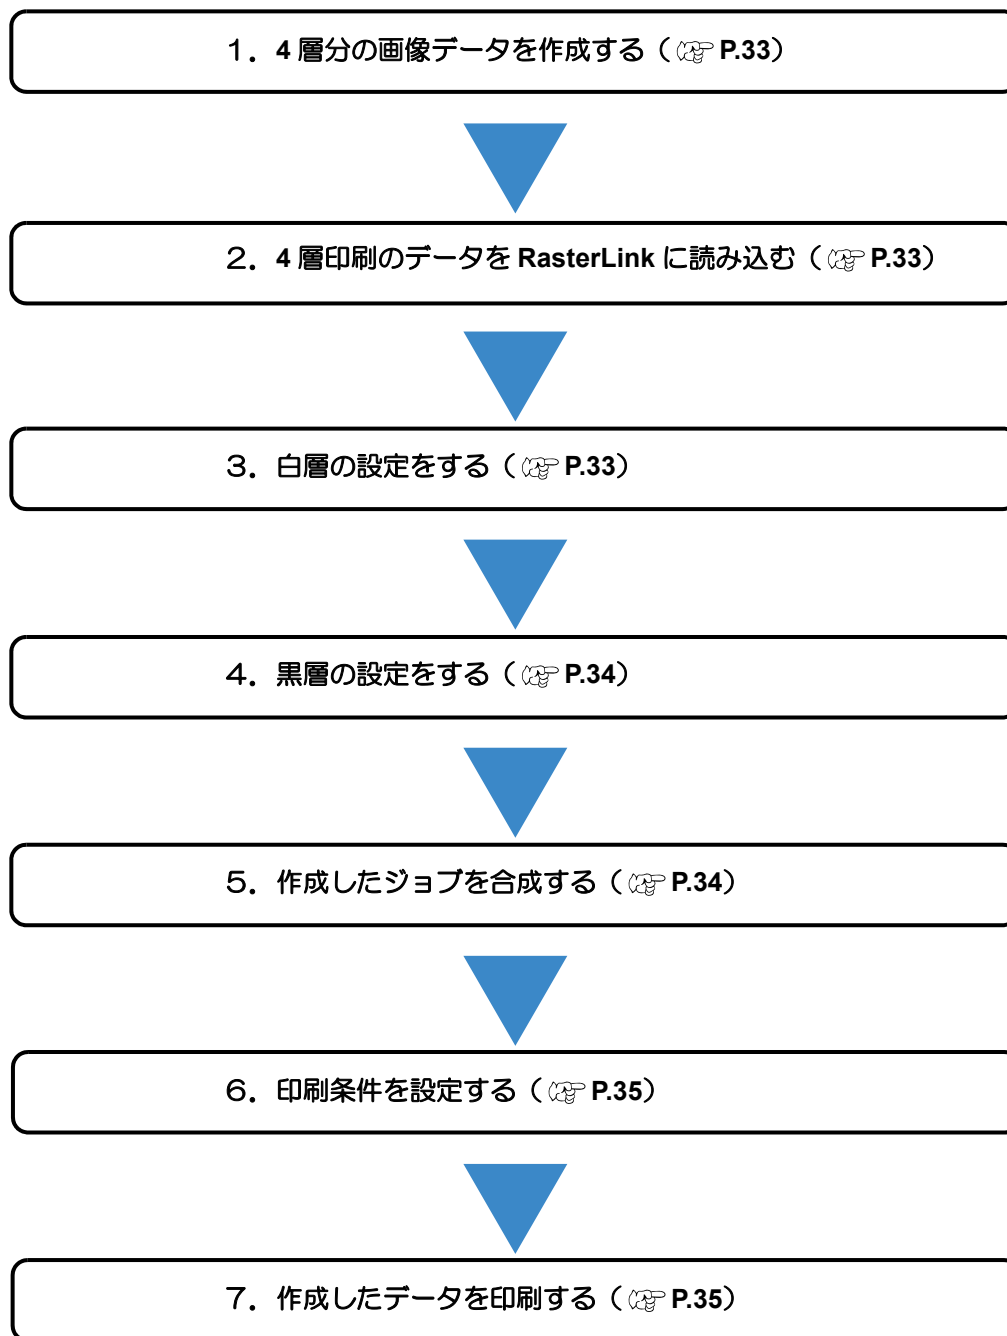 1. 4 層分の画像データを作成する（☞ P.33）
2. 4 層印刷のデータを RasterLink に読み込む（☞ P.33）
3. 白層の設定をする（☞ P.33）
4. 黒層の設定をする（☞ P.34）
5. 作成したジョブを合成する（☞ P.34）
6. 印刷条件を設定する（☞ P.35）
7. 作成したデータを印刷する（☞ P.35）